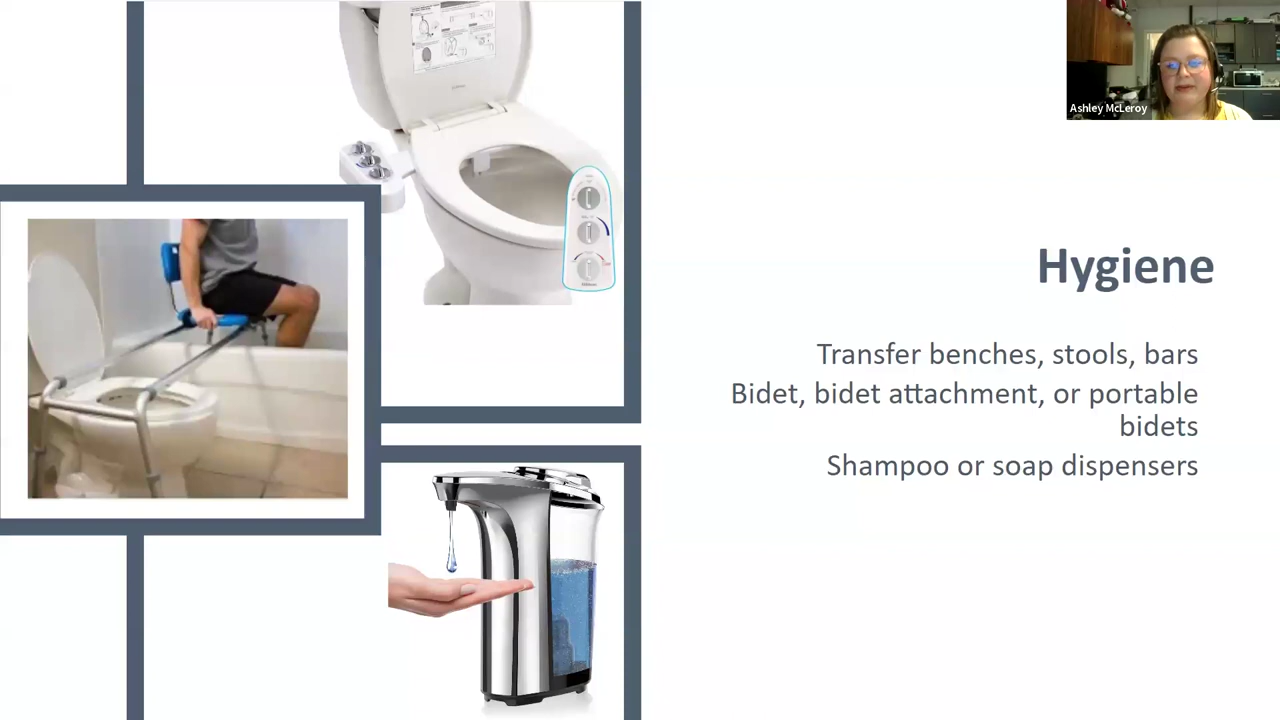 Ashley McLeroy
Hygiene
Transfer benches, stools, bars
Bidet, bidet attachment, or portable
bidets
Shampoo or soap dispensers